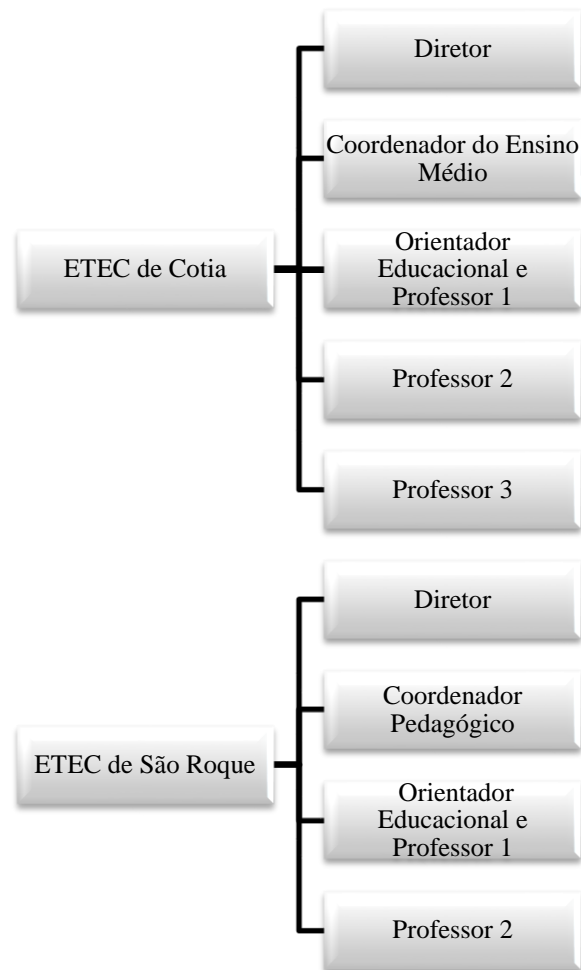 Diretor
Coordenador do Ensino
Médio
ETEC de Cotia
Orientador
Educacional e
Professor 1
Professor 2
Professor 3
Diretor
Coordenador
Pedagógico
ETEC de São Roque
Orientador
Educacional e
Professor 1
Professor 2